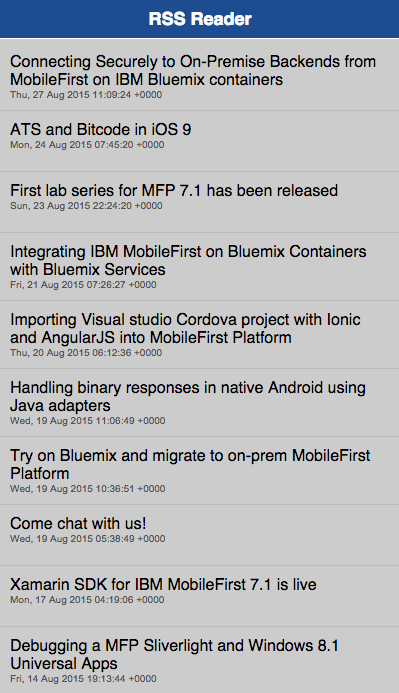 RSS Reader
Connecting Securely to On-Premise Backends from
MobileFirst on IBM Bluemix containers
Thu, 27 Aug 2015 11:09:24 +0000
ATS and Bitcode in iOS 9
Mon, 24 Aug 2015 07:45:20 +0000
First lab series for MFP 7.1 has been released
Sun, 23 Aug 2015 22:24:20 +0000
Integrating IBM MobileFirst on Bluemix Containers
with Bluemix Services
Fri, 21 Aug 2015 07:26:27 +0000
Importing Visual studio Cordova project with Ionic
and AngularJS into MobileFirst Platform
Thu, 20 Aug 2015 06:12:36 +0000
Handling binary responses in native Android using
Java adapters
Wed, 19 Aug 2015 11:06:49 +0000
Try on Bluemix and migrate to on-prem MobileFirst
Platform
Wed, 19 Aug 2015 10:36:51 +0000
Come chat with us!
Wed, 19 Aug 2015 05:38:49 +0000
Xamarin SDK for IBM MobileFirst 7.1 is live
Mon, 17 Aug 2015 04:19:06 +0000
Debugging a MFP Sliverlight and Windows 8.1
Universal Apps
Fri, 14 Aug 2015 19:13:44 +0000